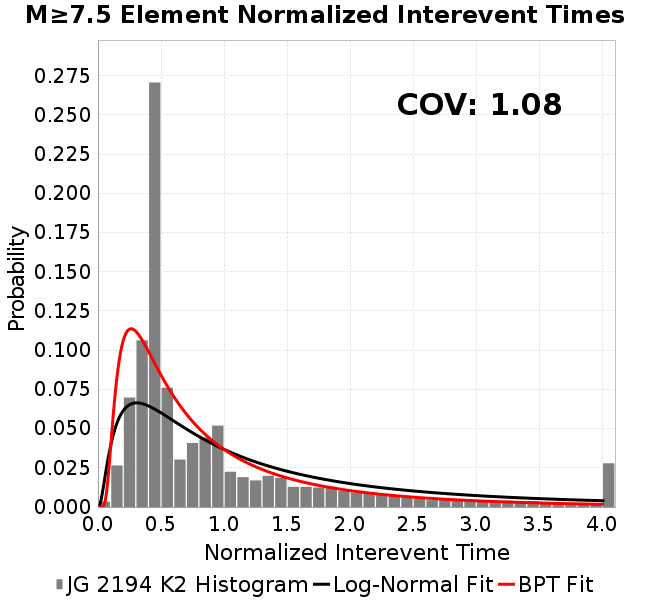 M≥7.5 Element Normalized Interevent Times
COV: 1.08
Probability
0.275
0.250
0.225
0.200
0.175
0.150
0.125
0.100
0.075
0.050
0.025
0.000
0.0 0.5 1.0 1.5 2.0 2.5 3.0 3.5 4.0
Normalized Interevent Time
JG 2194 K2 Histogram Log-Normal Fit BPT Fit